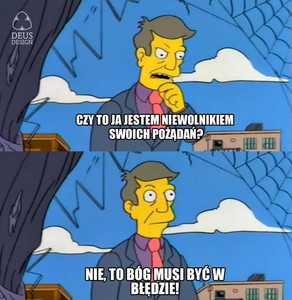 DEUS
DESIGN
CZY TO JA JESTEM NIEWOLNIKIEM
SWOICH POŻĄDAŃ?
NIE, TO BÓG MUSI BYĆ W
BŁĘDZIE!